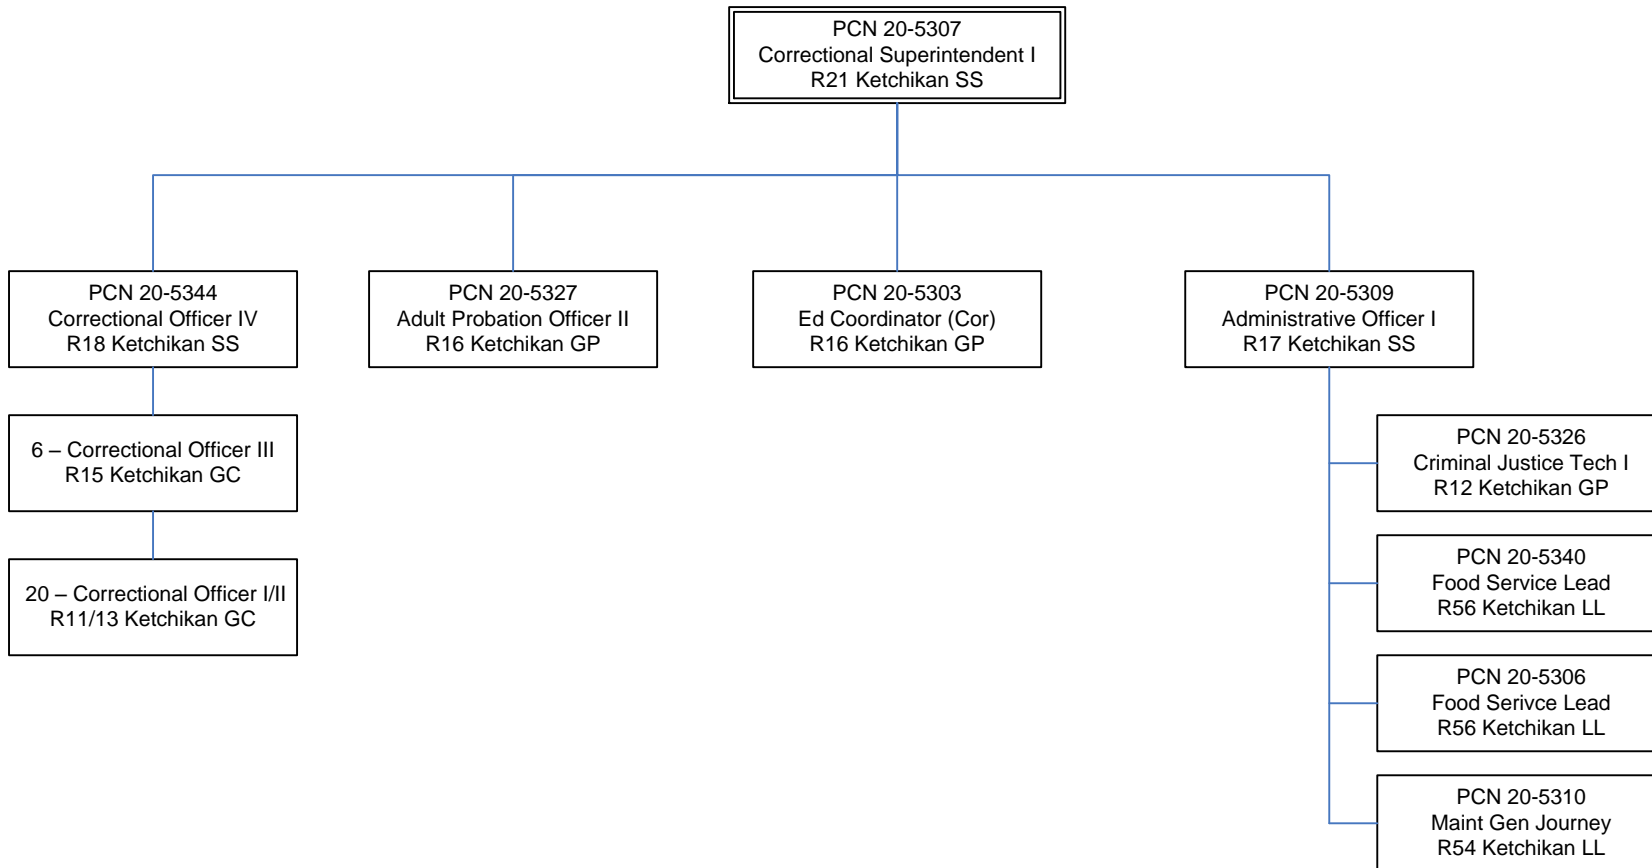 PCN 20-5307
Correctional Superintendent I
R21 Ketchikan SS
PCN 20-5344
Correctional Officer IV
R18 Ketchikan SS
PCN 20-5327
Adult Probation Officer II
R16 Ketchikan GP
PCN 20-5303
Ed Coordinator (Cor)
R16 Ketchikan GP
PCN 20-5309
Administrative Officer I
R17 Ketchikan SS
6 – Correctional Officer III
R15 Ketchikan GC
20 – Correctional Officer I/II
R11/13 Ketchikan GC
PCN 20-5326
Criminal Justice Tech I
R12 Ketchikan GP
PCN 20-5340
Food Service Lead
R56 Ketchikan LL
PCN 20-5306
Food Serivce Lead
R56 Ketchikan LL
PCN 20-5310
Maint Gen Journey
R54 Ketchikan LL